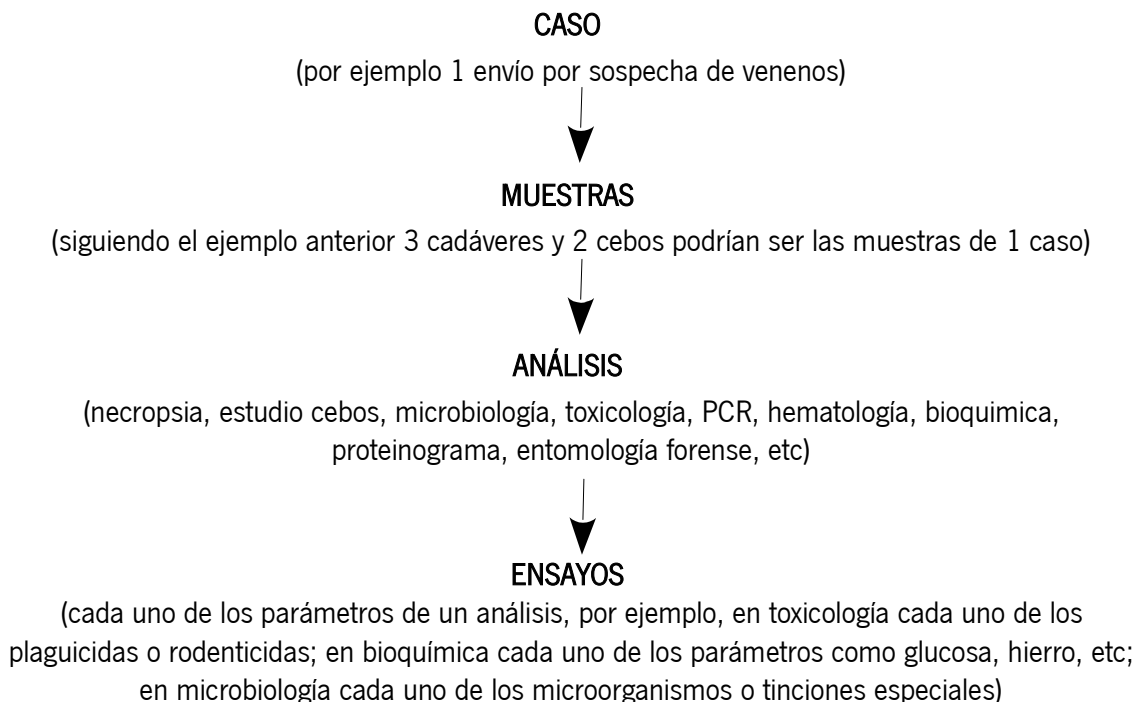 CASO
(por ejemplo 1 envío por sospecha de venenos)
MUESTRAS
(siguiendo el ejemplo anterior 3 cadáveres y 2 cebos podrían ser las muestras de 1 caso)
ANÁLISIS
(necropsia, estudio cebos, microbiología, toxicología, PCR, hematología, bioquimica,
proteinograma, entomología forense, etc)
ENSAYOS
(cada uno de los parámetros de un análisis, por ejemplo, en toxicología cada uno de los
plaguicidas o rodenticidas; en bioquímica cada uno de los parámetros como glucosa, hierro, etc;
en microbiología cada uno de los microorganismos o tinciones especiales)